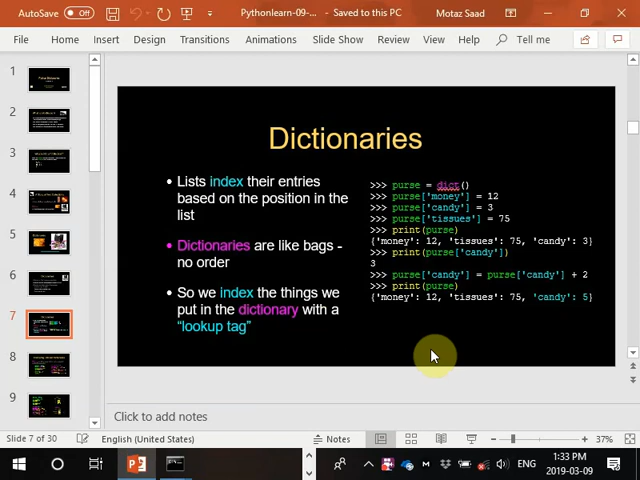 AutoSave Off Pythonlearn-09-... - Saved to this PC Motaz Saad
File Home Insert Design Transitions Animations Slide Show Review View Help Tell me
1
2
3
4
5
6
7
8
9
Dictionaries
• Lists index their entries
based on the position in the
list
• Dictionaries are like bags -
no order
• So we index the things we
put in the dictionary with a
“lookup tag”
>>> purse = dict()
>>> purse['money'] = 12
>>> purse['candy'] = 3
>>> purse['tissues'] = 75
>>> print(purse)
{'money': 12, 'tissues': 75, 'candy': 3}
>>> print(purse['candy'])
3
>>> purse['candy'] = purse['candy'] + 2
>>> print(purse)
{'money': 12, 'tissues': 75, 'candy': 5}
Click to add notes
Slide 7 of 30 English (United States) Notes 37%
ENG 1:33 PM
2019-03-09